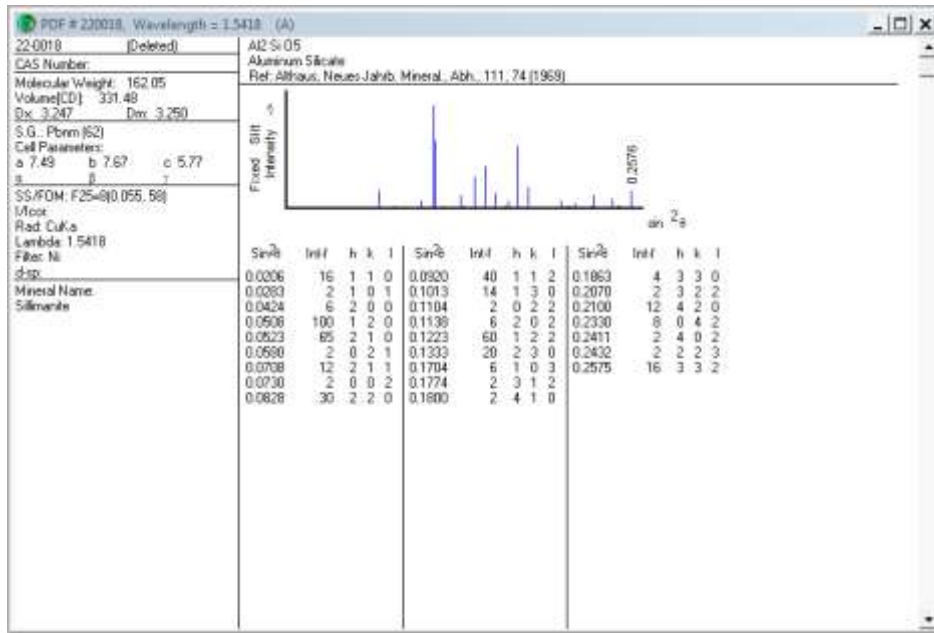 PDF # 220018, Wavelength = 1.5418 (A)
22-0018 (Deleted)
CAS Number:
Molecular Weight: 162.05
Volume[CD]: 331.48
Dx: 3.247 Dm: 3.250
S.G.: Pbnm (62)
Cell Parameters:
a 7.49 b 7.67 c 5.77
α β γ
SS/FOM: F25=8(0.055, 58)
I/Icor:
Rad: CuKa
Lambda: 1.5418
Filter: Ni
d-sp:
Mineral Name:
Sillimanite
Al2 Si O5
Aluminum Silicate
Ref: Althaus, Neues Jahrb. Mineral., Abh., 111, 74 (1969)
Fixed Slit
Intensity
0.2576
sin 2 θ
Sin2θ Int-f h k l Sin2θ Int-f h k l Sin2θ Int-f h k l
0.0206 16 1 1 0 0.0920 40 1 1 2 0.1863 4 3 3 0
0.0283 2 1 0 1 0.1013 14 1 3 0 0.2070 2 3 2 2
0.0424 6 2 0 0 0.1104 2 0 2 2 0.2100 12 4 2 0
0.0508 100 1 2 0 0.1138 6 2 0 2 0.2330 8 0 4 2
0.0523 65 2 1 0 0.1223 60 1 2 2 0.2411 2 4 0 2
0.0580 2 0 2 1 0.1333 20 2 3 0 0.2432 2 2 2 3
0.0708 12 2 1 1 0.1704 6 1 0 3 0.2575 16 3 3 2
0.0730 2 0 0 2 0.1774 2 3 1 2
0.0828 30 2 2 0 0.1800 2 4 1 0